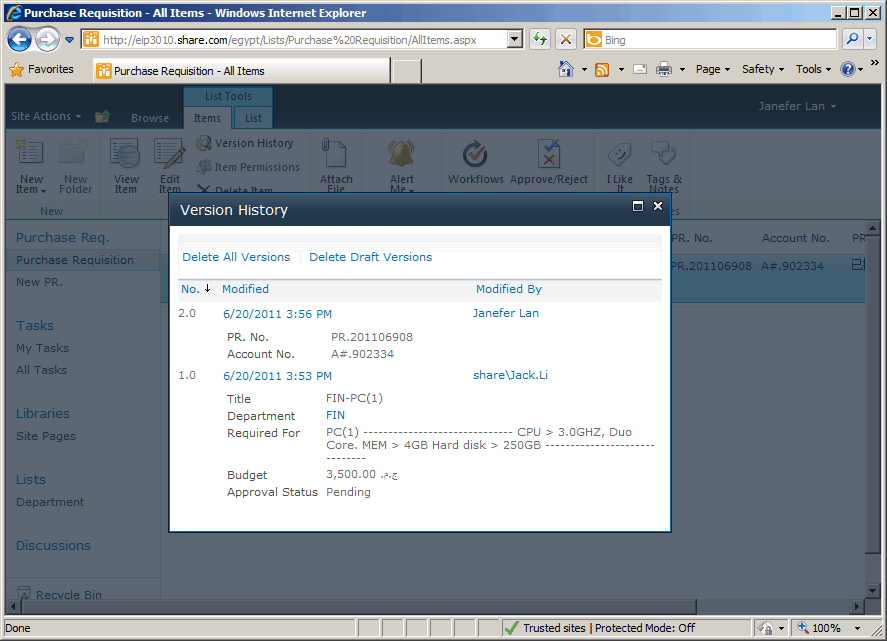 Purchase Requisition - All Items - Windows Internet Explorer
http://eip3010.share.com/egypt/Lists/Purchase%20Requisition/AllItems.aspx
Bing
Favorites
Purchase Requisition - All Items
Page
Safety
Tools
Site Actions
Browse
List Tools
Items
List
Janefer Lan
New Item
New Folder
View Item
Edit Item
Version History
Item Permissions
Delete Item
Attach File
Alert Me
Workflows
Approve/Reject
I Like It
Tags & Notes
New
Purchase Req.
Purchase Requisition
New PR.
Tasks
My Tasks
All Tasks
Libraries
Site Pages
Lists
Department
Discussions
Recycle Bin
PR. No.
Account No.
PR
PR.201106908
A#.902334
Version History
Delete All Versions
Delete Draft Versions
No. ↓ Modified Modified By
2.0 6/20/2011 3:56 PM Janefer Lan
PR. No. PR.201106908
Account No. A#.902334
1.0 6/20/2011 3:53 PM share\Jack.Li
Title FIN-PC(1)
Department FIN
Required For PC(1) ------------------------------ CPU > 3.0GHZ, Duo
Core. MEM > 4GB Hard disk > 250GB ----------------------
--------
Budget 3,500.00 ج.م.
Approval Status Pending
Done
Trusted sites | Protected Mode: Off
100%